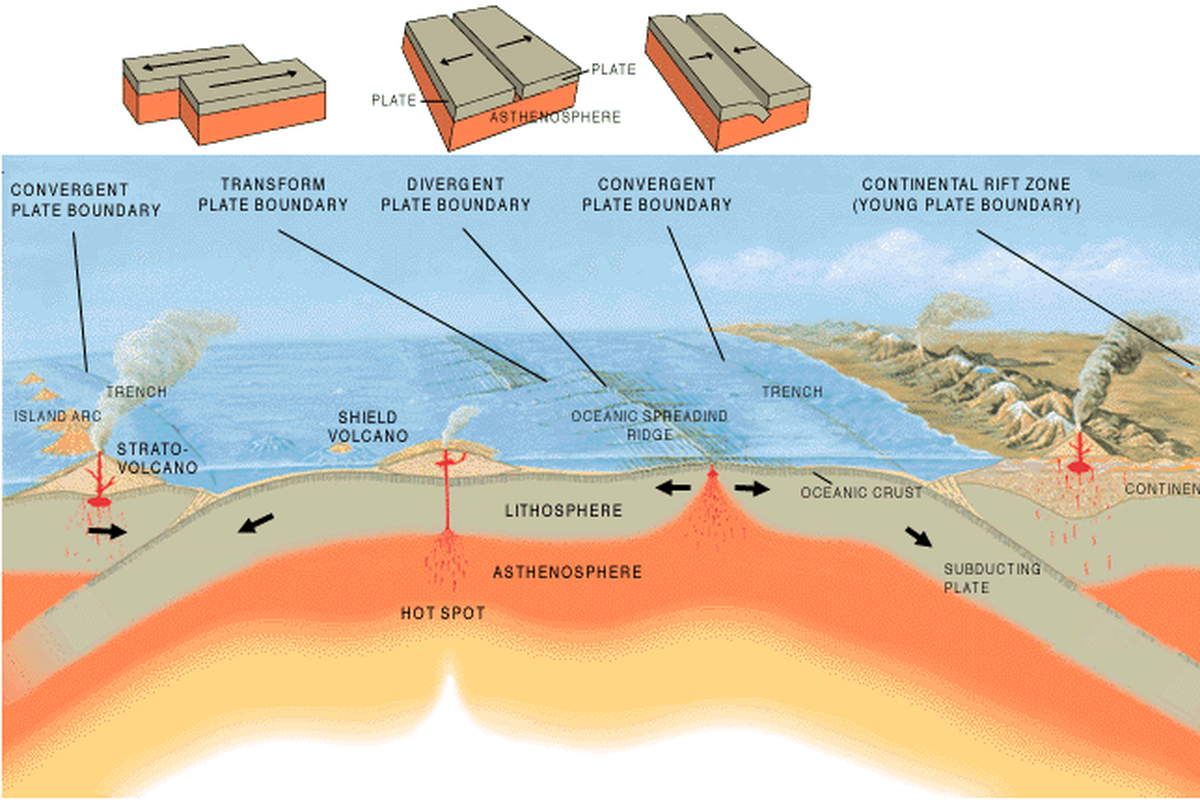 PLATE
PLATE
ASTHENOSPHERE
CONVERGENT
PLATE BOUNDARY
TRANSFORM
PLATE BOUNDARY
DIVERGENT
PLATE BOUNDARY
CONVERGENT
PLATE BOUNDARY
CONTINENTAL RIFT ZONE
(YOUNG PLATE BOUNDARY)
TRENCH
ISLAND ARC
STRATO-
VOLCANO
SHIELD
VOLCANO
OCEANIC SPREADIND
RIDGE
TRENCH
LITHOSPHERE
OCEANIC CRUST
CONTINEN
ASTHENOSPHERE
SUBDUCTING
PLATE
HOT SPOT